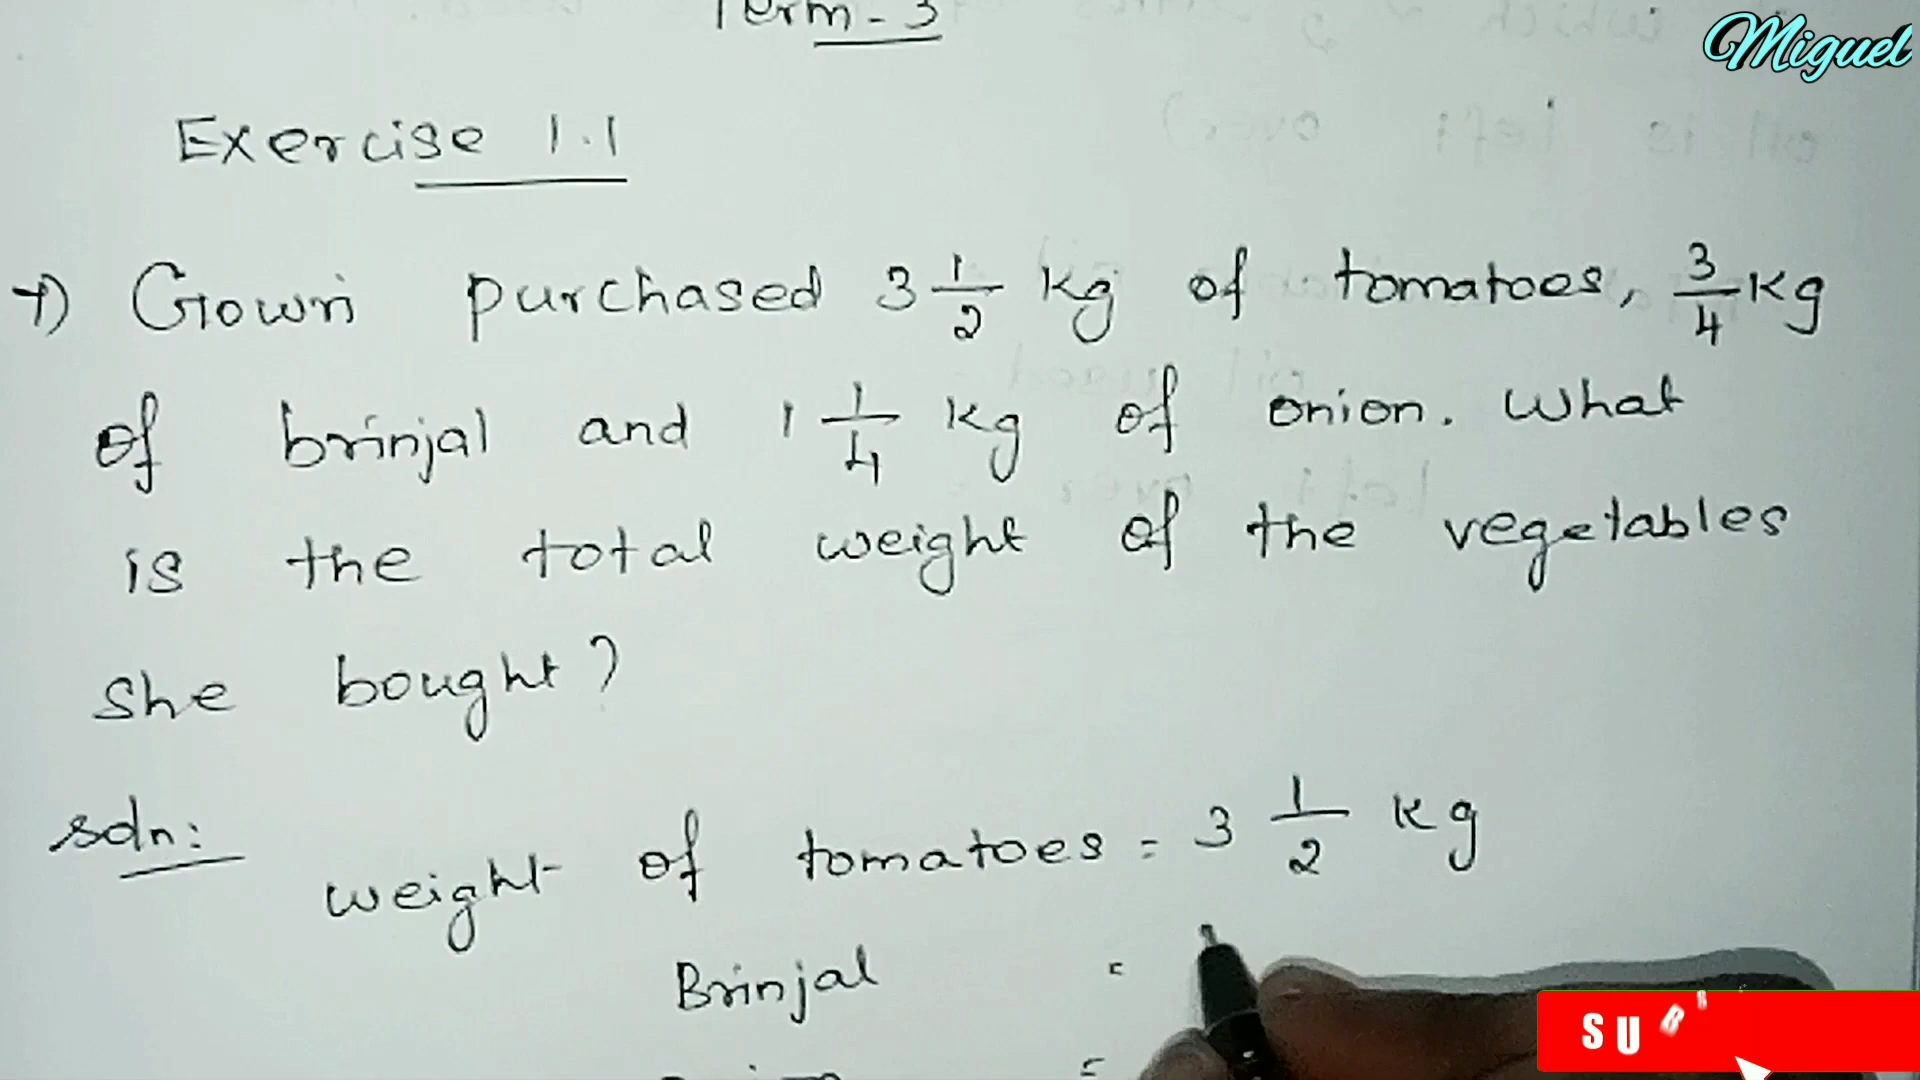 Term - 3
Miguel
Exercise 1.1
7) Gowri purchased 3 1/2 kg of tomatoes, 3/4 kg
of brinjal and 1 1/4 kg of onion. What
is the total weight of the vegetables
she bought?
soln:
weight of tomatoes = 3 1/2 kg
Brinjal =
=
SU